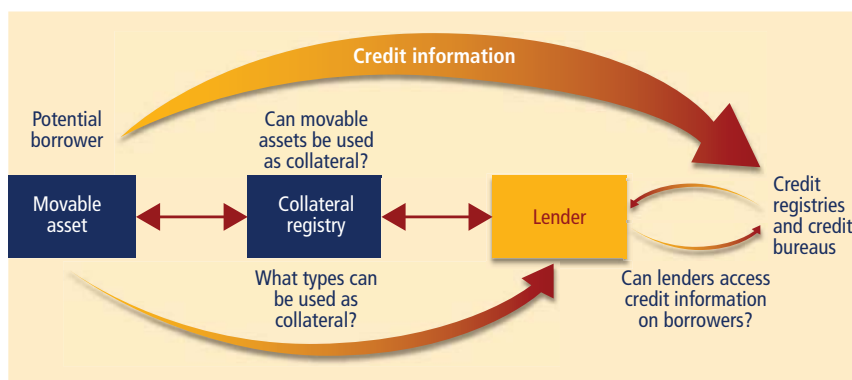 Credit information
Potential
borrower
Can movable
assets be used
as collateral?
Movable
asset
Collateral
registry
Lender
Credit
registries
and credit
bureaus
What types can
be used as
collateral?
Can lenders access
credit information
on borrowers?